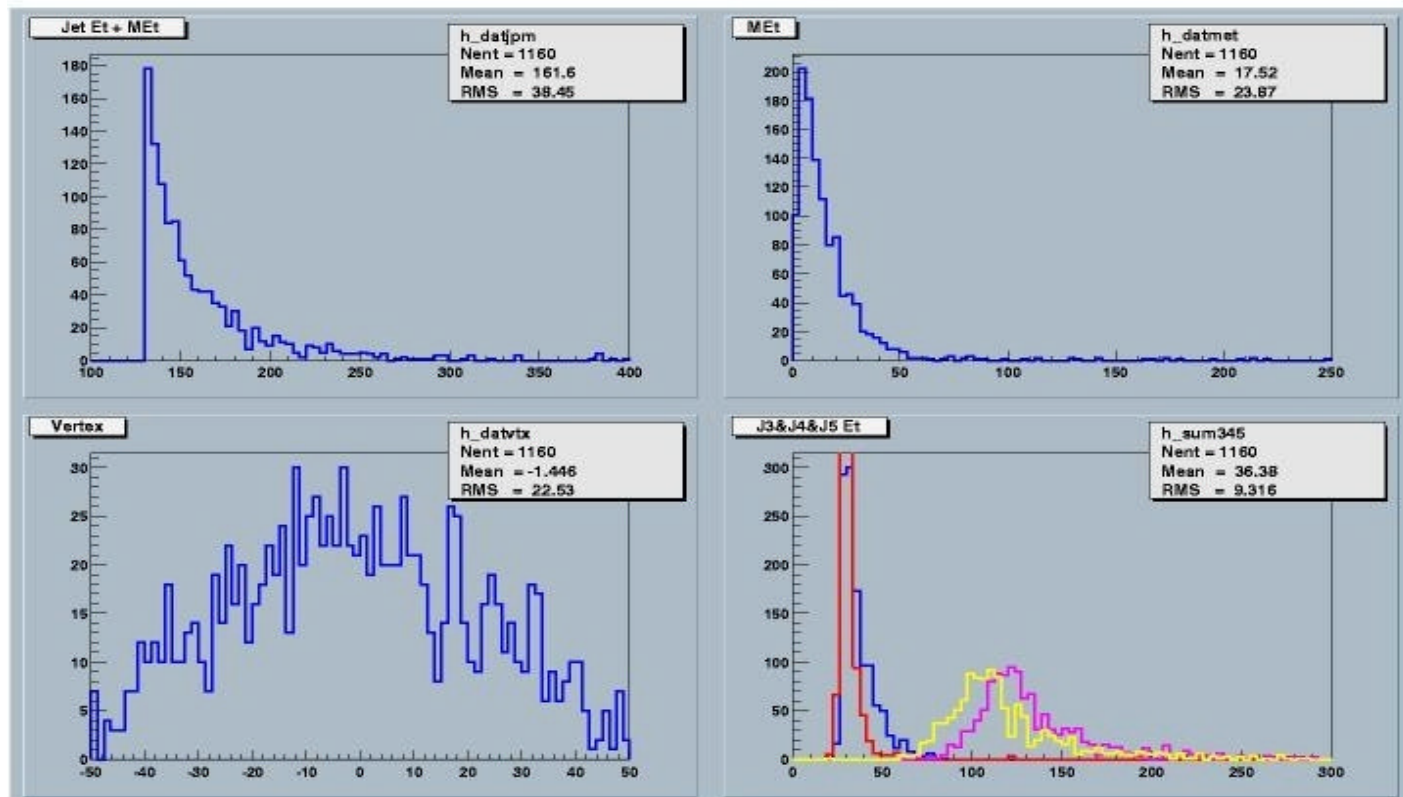 Jet Et + MEt
h_datjpm
Nent = 1160
Mean = 161.6
RMS = 38.45
180
160
140
120
100
80
60
40
20
0
100 150 200 250 300 350 400
MEt
h_datmet
Nent = 1160
Mean = 17.52
RMS = 23.87
200
180
160
140
120
100
80
60
40
20
0
0 50 100 150 200 250
Vertex
h_datvtx
Nent = 1160
Mean = -1.446
RMS = 22.53
30
25
20
15
10
5
0
-50 -40 -30 -20 -10 0 10 20 30 40 50
J3&J4&J5 Et
h_sum345
Nent = 1160
Mean = 36.38
RMS = 9.316
300
250
200
150
100
50
0
0 50 100 150 200 250 300